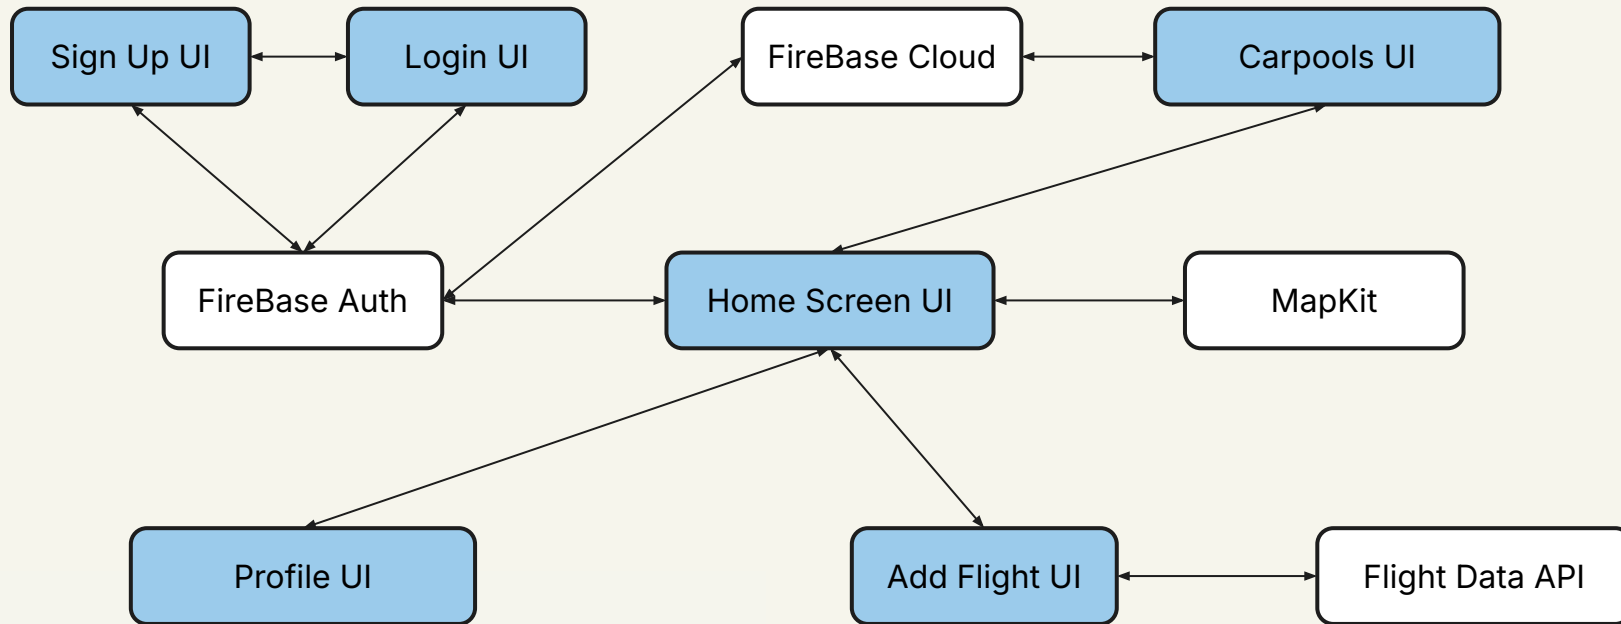 Sign Up UI
Login UI
FireBase Cloud
Carpools UI
FireBase Auth
Home Screen UI
MapKit
Profile UI
Add Flight UI
Flight Data API